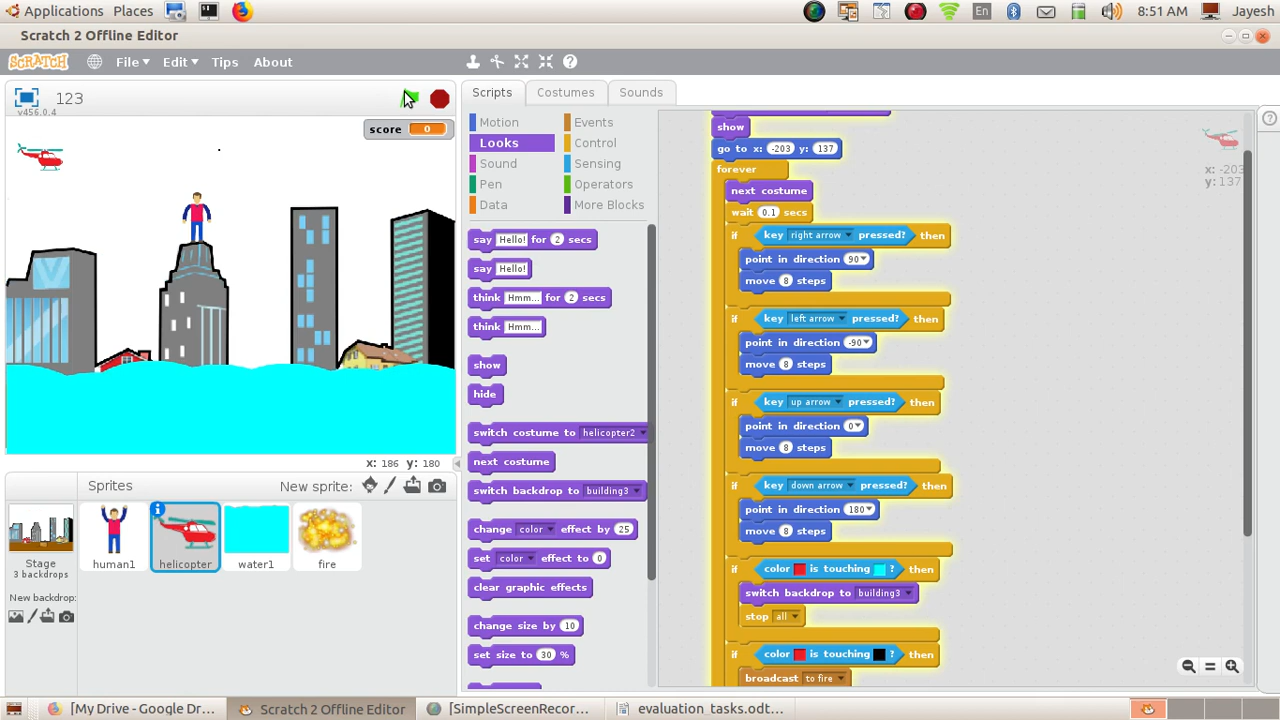 Applications Places En 8:51 AM Jayesh
Scratch 2 Offline Editor
SCRATCH File Edit Tips About
123
v456.0.4
score 0
x: 186 y: 180
Sprites New sprite:
Stage
3 backdrops
New backdrop:
human1
helicopter
water1
fire
Scripts Costumes Sounds
Motion Events
Looks Control
Sound Sensing
Pen Operators
Data More Blocks
say Hello! for 2 secs
say Hello!
think Hmm... for 2 secs
think Hmm...
show
hide
switch costume to helicopter2
next costume
switch backdrop to building3
change color effect by 25
set color effect to 0
clear graphic effects
change size by 10
set size to 30 %
show
go to x: -203 y: 137
forever
next costume
wait 0.1 secs
if key right arrow pressed? then
point in direction 90
move 8 steps
if key left arrow pressed? then
point in direction -90
move 8 steps
if key up arrow pressed? then
point in direction 0
move 8 steps
if key down arrow pressed? then
point in direction 180
move 8 steps
if color is touching ? then
switch backdrop to building3
stop all
if color is touching ? then
broadcast to fire
x: -203
y: 137
[My Drive - Google Dr... Scratch 2 Offline Editor [SimpleScreenRecor... evaluation_tasks.odt...